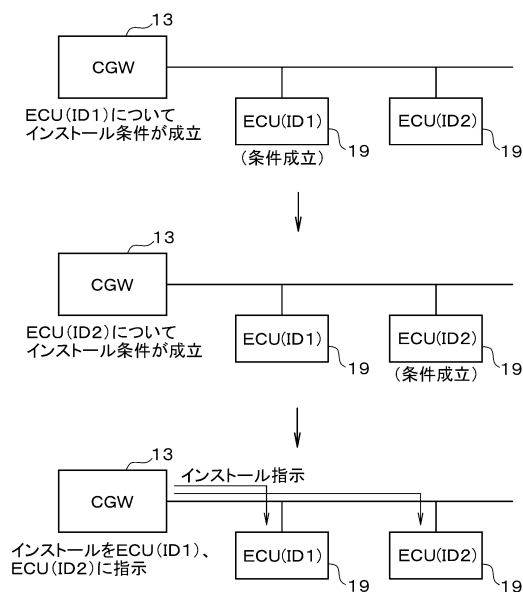 13
CGW
ECU(ID1)について
インストール条件が成立
ECU(ID1)
19
(条件成立)
ECU(ID2)
19
13
CGW
ECU(ID2)について
インストール条件が成立
ECU(ID1)
19
ECU(ID2)
19
(条件成立)
13
CGW
インストール指示
インストールをECU(ID1)、
ECU(ID2)に指示
ECU(ID1)
19
ECU(ID2)
19